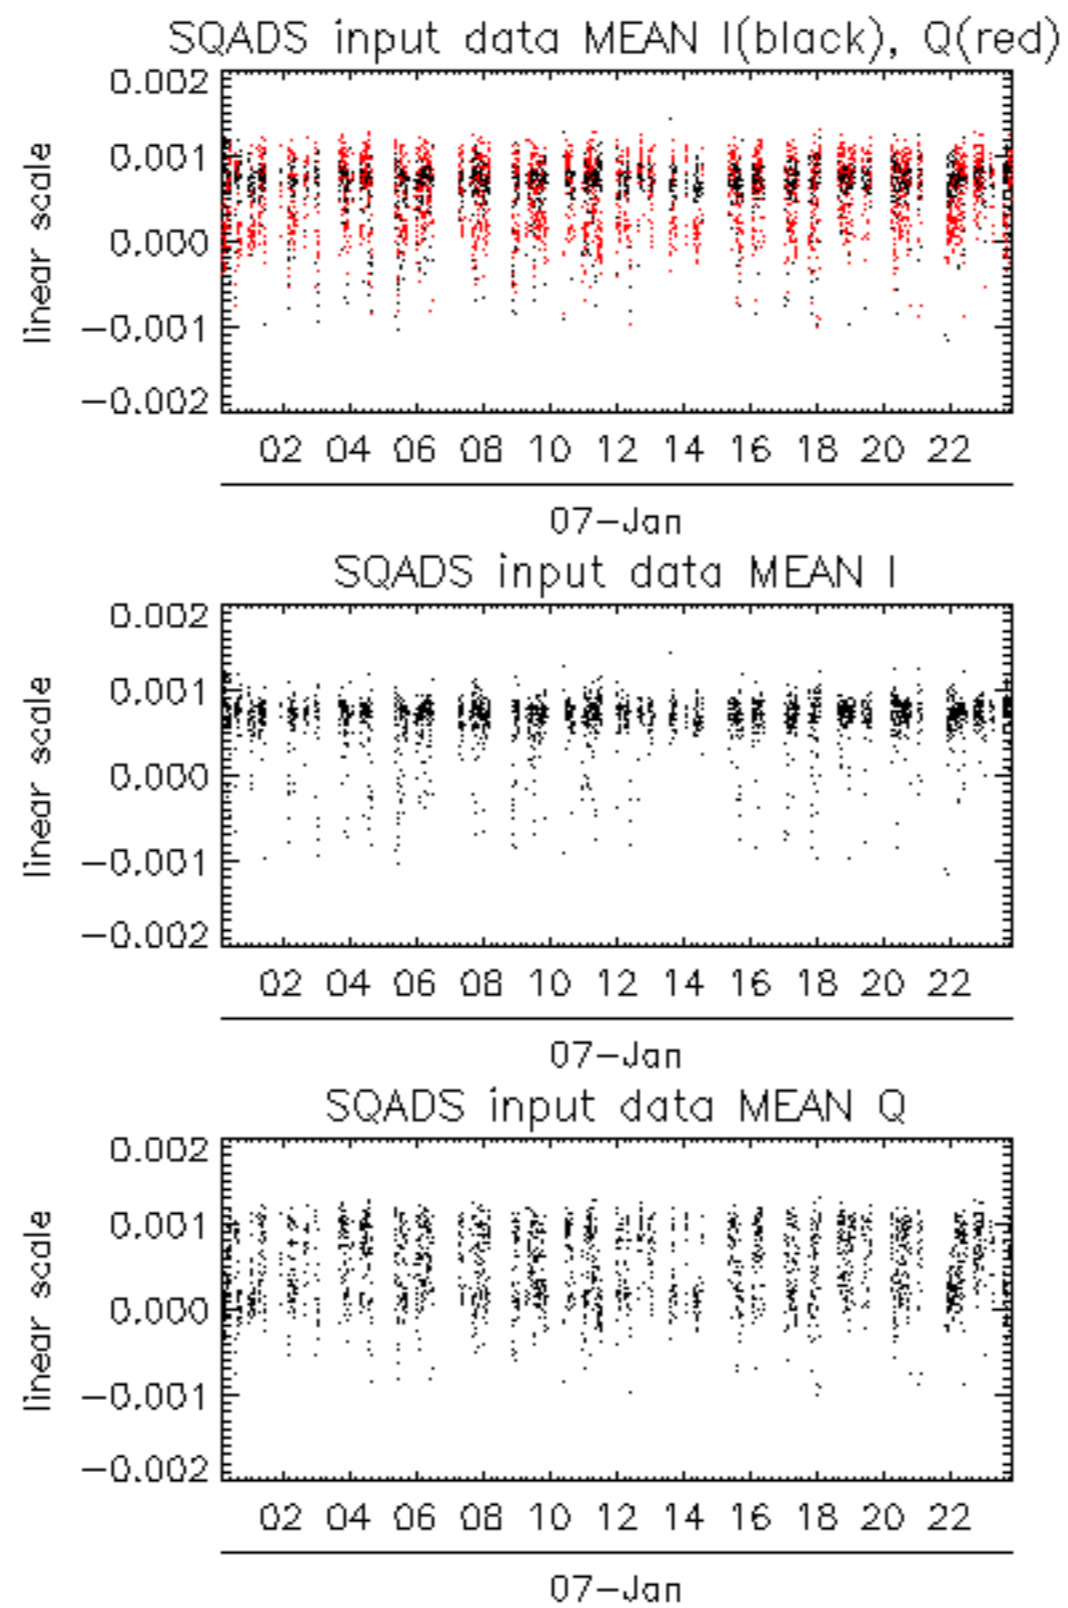 SQADS input data MEAN I(black), Q(red)
0.002
0.001
0.000
−0.001
−0.002
linear scale
02 04 06 08 10 12 14 16 18 20 22
07−Jan
SQADS input data MEAN I
0.002
0.001
0.000
−0.001
−0.002
linear scale
02 04 06 08 10 12 14 16 18 20 22
07−Jan
SQADS input data MEAN Q
0.002
0.001
0.000
−0.001
−0.002
linear scale
02 04 06 08 10 12 14 16 18 20 22
07−Jan